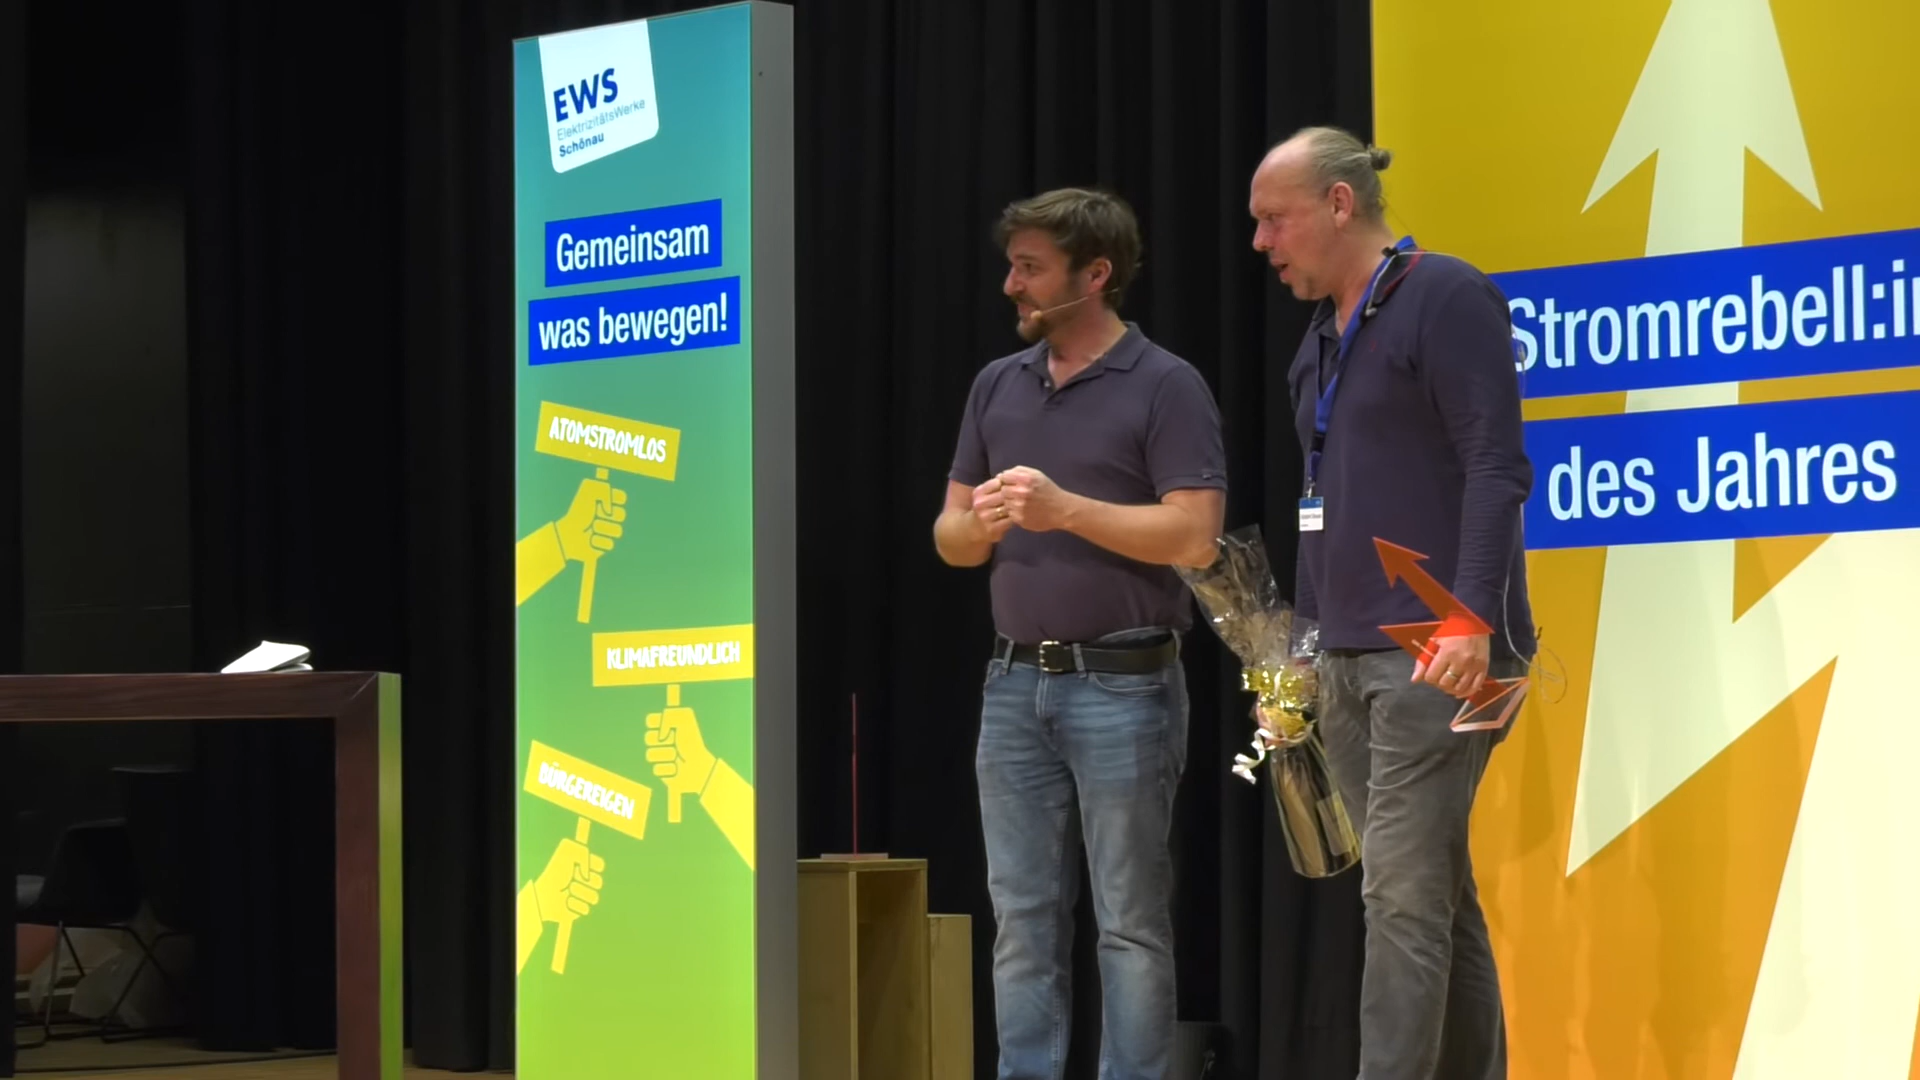 EWS
ElektrizitätsWerke
Schönau
Gemeinsam
was bewegen!
ATOMSTROMLOS
KLIMAFREUNDLICH
BÜRGEREIGEN
Stromrebell:i
des Jahres